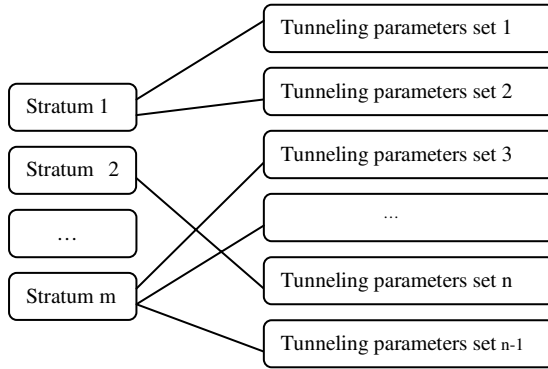 Stratum 1
Stratum 2
...
Stratum m
Tunneling parameters set 1
Tunneling parameters set 2
Tunneling parameters set 3
...
Tunneling parameters set n
Tunneling parameters set n-1